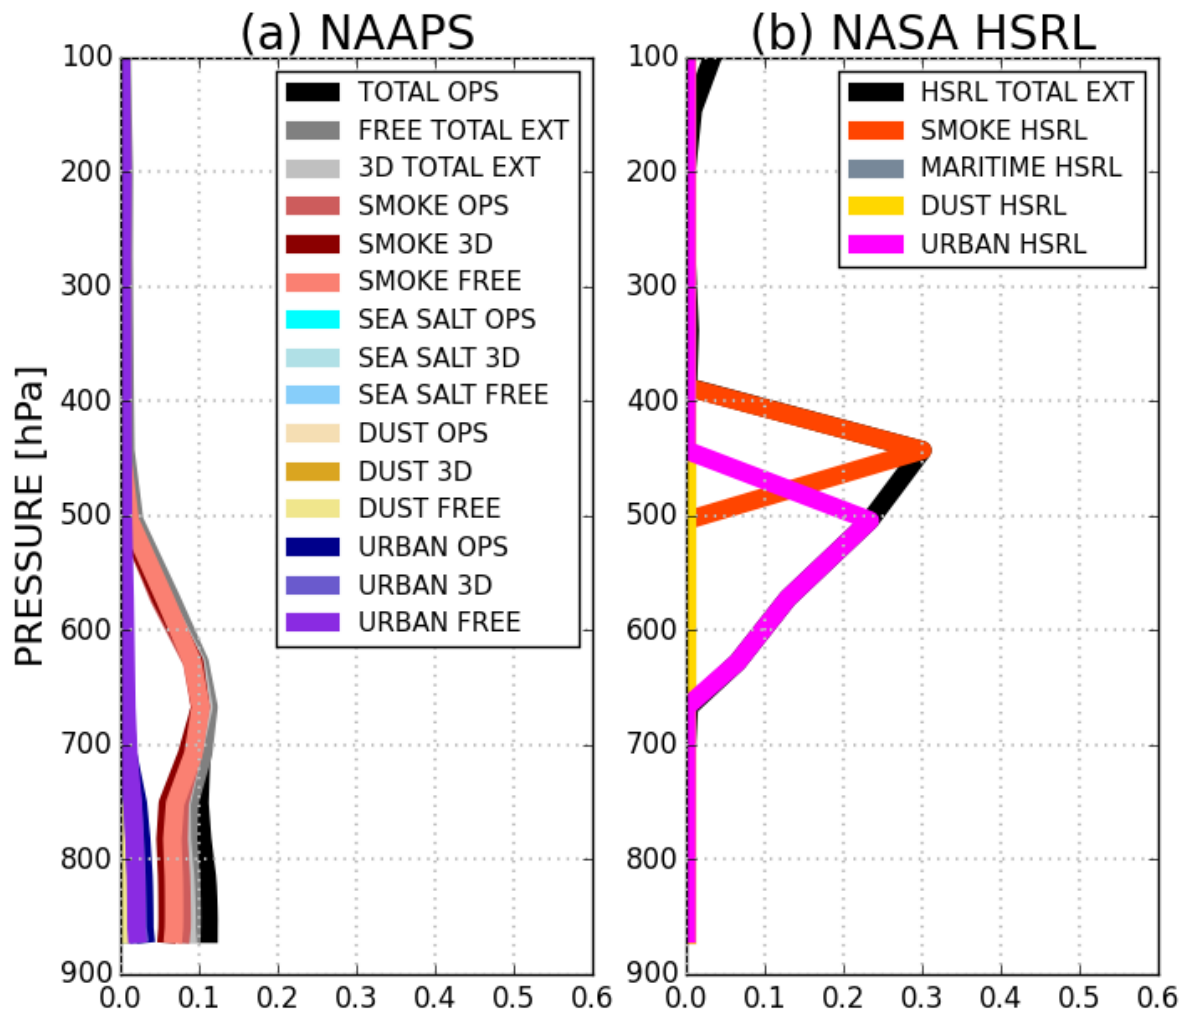 (a) NAAPS
100
200
300
400
500
600
700
800
900
PRESSURE [hPa]
TOTAL OPS
FREE TOTAL EXT
3D TOTAL EXT
SMOKE OPS
SMOKE 3D
SMOKE FREE
SEA SALT OPS
SEA SALT 3D
SEA SALT FREE
DUST OPS
DUST 3D
DUST FREE
URBAN OPS
URBAN 3D
URBAN FREE
0.0 0.1 0.2 0.3 0.4 0.5 0.6
(b) NASA HSRL
100
200
300
400
500
600
700
800
900
HSRL TOTAL EXT
SMOKE HSRL
MARITIME HSRL
DUST HSRL
URBAN HSRL
0.0 0.1 0.2 0.3 0.4 0.5 0.6